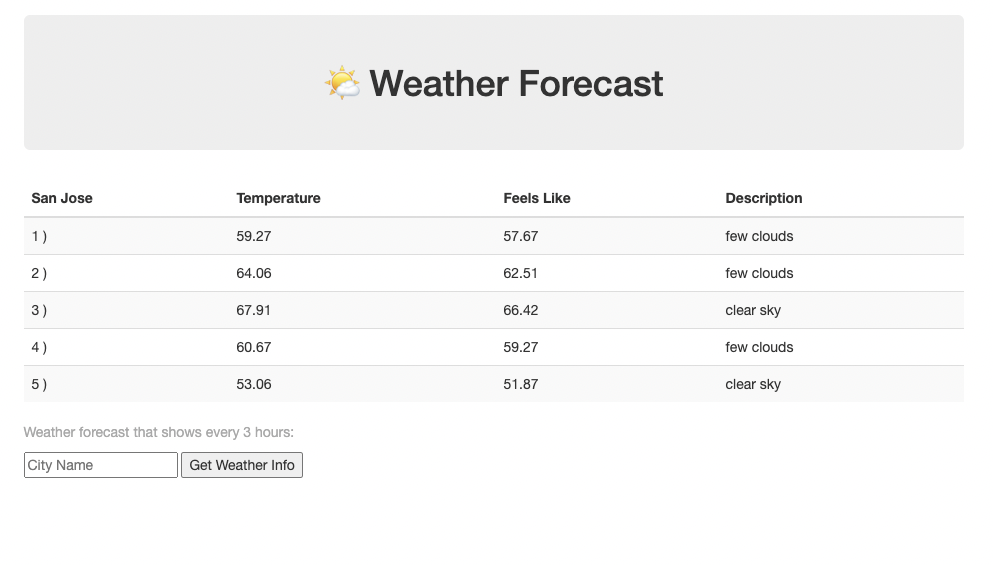 Weather Forecast
San Jose Temperature Feels Like Description
1 ) 59.27 57.67 few clouds
2 ) 64.06 62.51 few clouds
3 ) 67.91 66.42 clear sky
4 ) 60.67 59.27 few clouds
5 ) 53.06 51.87 clear sky
Weather forecast that shows every 3 hours:
City Name Get Weather Info